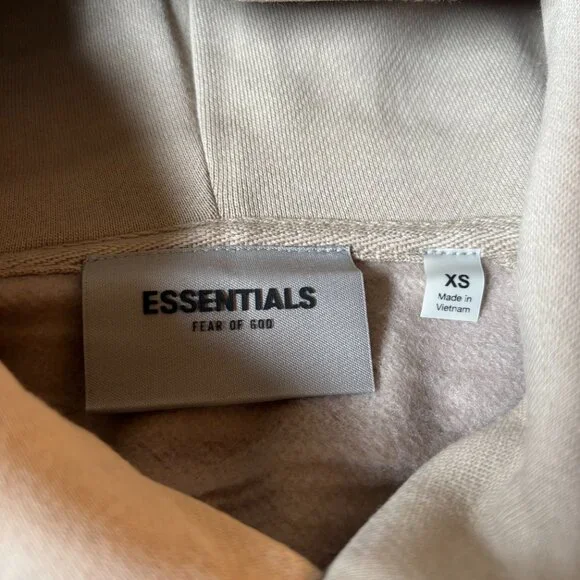 ESSENTIALS
FEAR OF GOD
XS
Made in
Vietnam